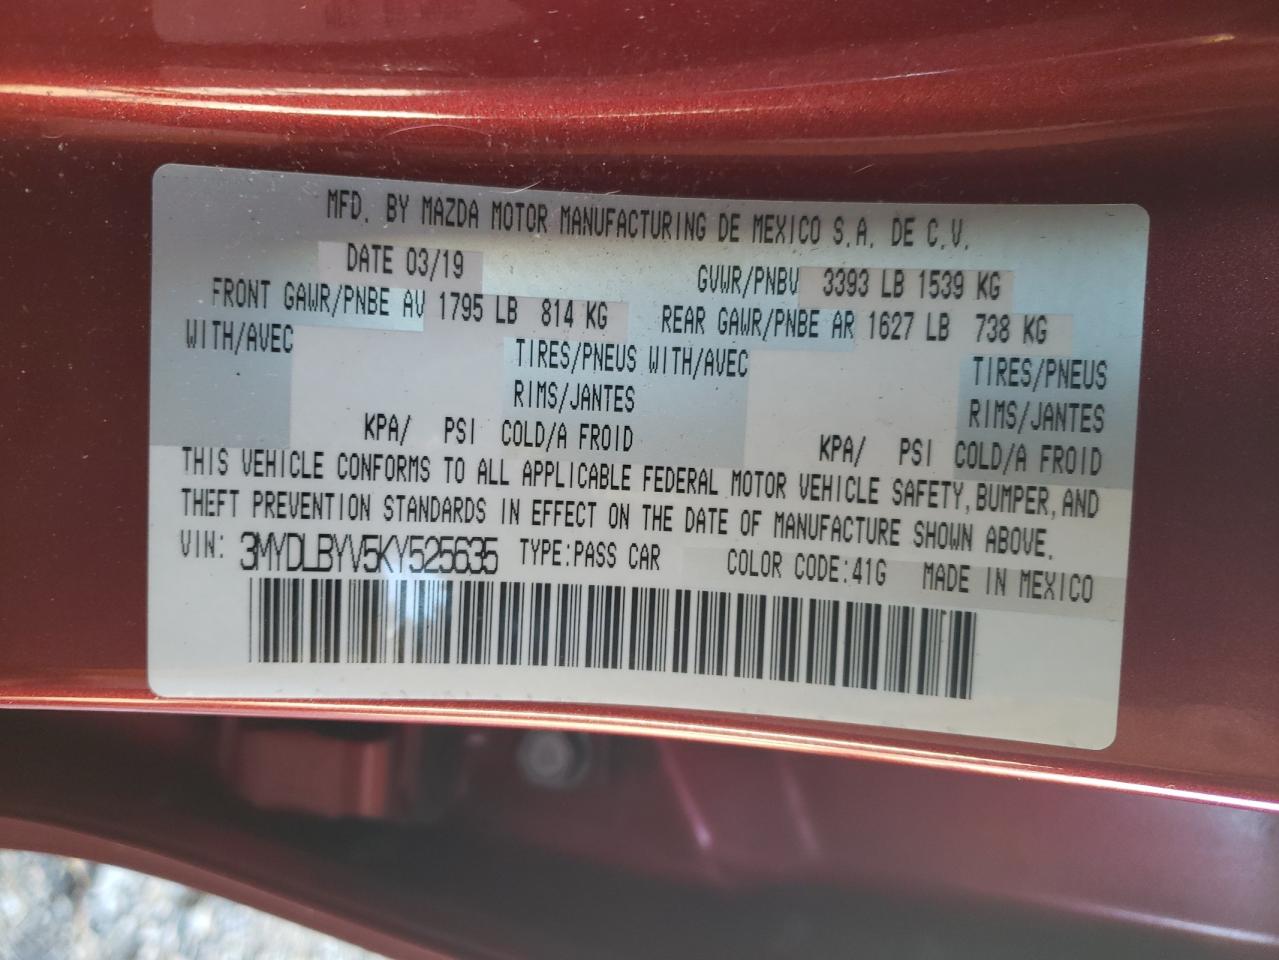 MFD. BY MAZDA MOTOR MANUFACTURING DE MEXICO S.A. DE C.V.
DATE 03/19 GVWR/PNBV 3393 LB 1539 KG
FRONT GAWR/PNBE AV 1795 LB 814 KG REAR GAWR/PNBE AR 1627 LB 738 KG
WITH/AVEC TIRES/PNEUS WITH/AVEC TIRES/PNEUS
RIMS/JANTES RIMS/JANTES
KPA/ PSI COLD/A FROID KPA/ PSI COLD/A FROID
THIS VEHICLE CONFORMS TO ALL APPLICABLE FEDERAL MOTOR VEHICLE SAFETY, BUMPER, AND
THEFT PREVENTION STANDARDS IN EFFECT ON THE DATE OF MANUFACTURE SHOWN ABOVE.
VIN: 3MYDLBYV5KY525635 TYPE:PASS CAR COLOR CODE:41G MADE IN MEXICO